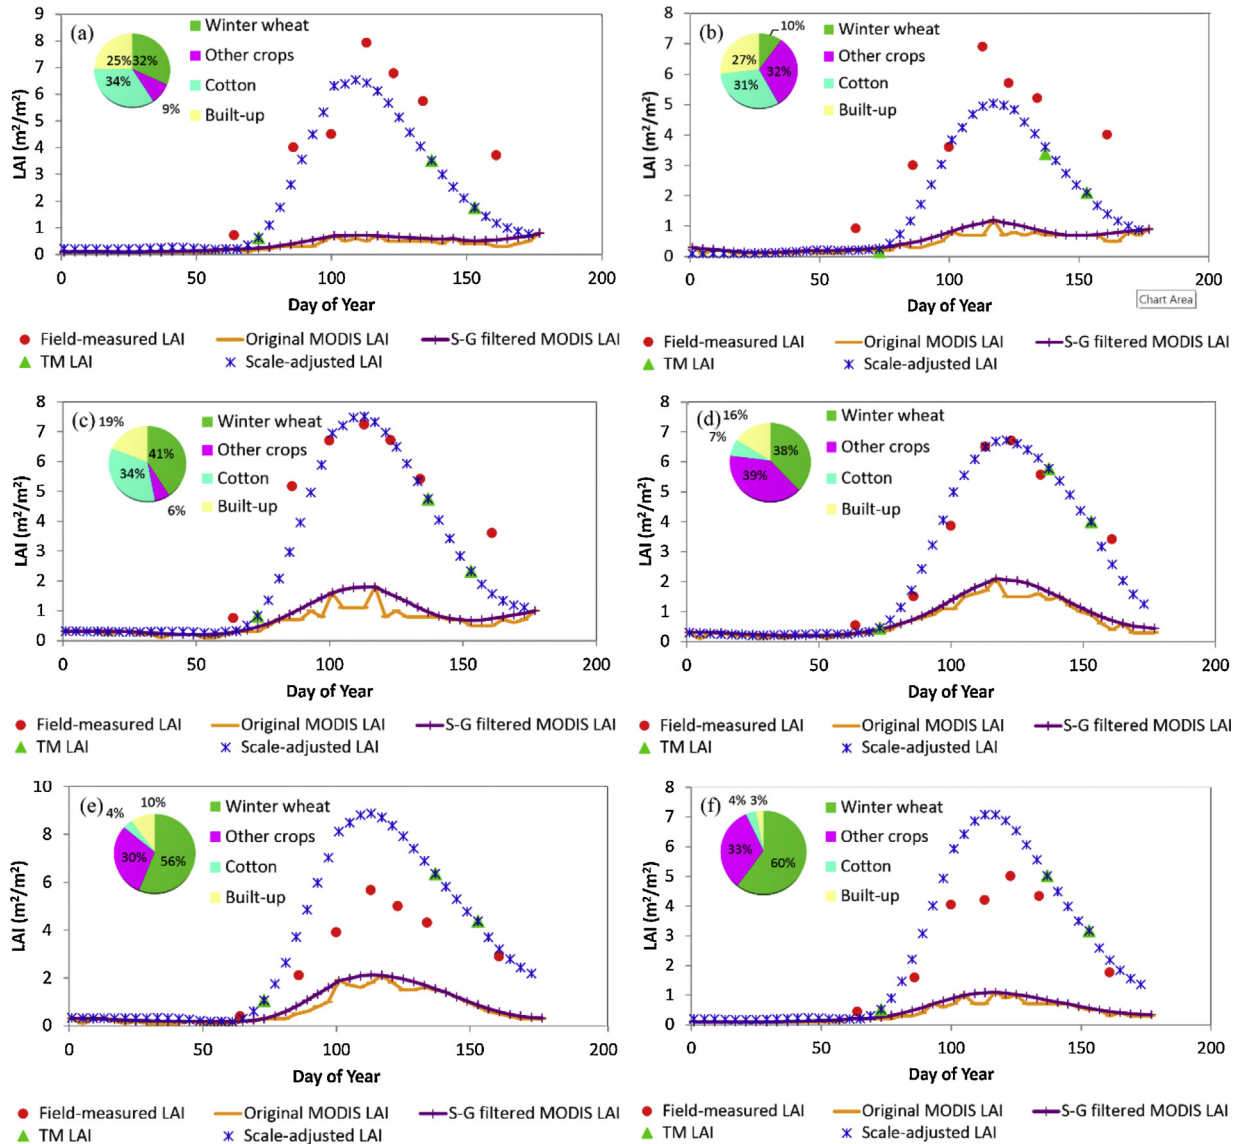 (a)
Winter wheat
Other crops
Cotton
Built-up
25% 32%
34%
9%
LAI (m²/m²)
9
8
7
6
5
4
3
2
1
0
0 50 100 150 200
Day of Year
Field-measured LAI Original MODIS LAI S-G filtered MODIS LAI
TM LAI Scale-adjusted LAI
(b)
Winter wheat
Other crops
Cotton
Built-up
10%
27%
32%
31%
LAI (m²/m²)
8
7
6
5
4
3
2
1
0
0 50 100 150 200
Day of Year
Chart Area
Field-measured LAI Original MODIS LAI S-G filtered MODIS LAI
TM LAI Scale-adjusted LAI
(c)
Winter wheat
Other crops
Cotton
Built-up
19%
41%
34%
6%
LAI (m²/m²)
8
7
6
5
4
3
2
1
0
0 50 100 150 200
Day of Year
Field-measured LAI Original MODIS LAI S-G filtered MODIS LAI
TM LAI Scale-adjusted LAI
(d)
Winter wheat
Other crops
Cotton
Built-up
16%
7%
38%
39%
LAI (m²/m²)
8
7
6
5
4
3
2
1
0
0 50 100 150 200
Day of Year
Field-measured LAI Original MODIS LAI S-G filtered MODIS LAI
TM LAI Scale-adjusted LAI
(e)
Winter wheat
Other crops
Cotton
Built-up
10%
4%
30%
56%
LAI (m²/m²)
10
8
6
4
2
0
0 50 100 150 200
Day of Year
Field-measured LAI Original MODIS LAI S-G filtered MODIS LAI
TM LAI Scale-adjusted LAI
(f)
Winter wheat
Other crops
Cotton
Built-up
4% 3%
33%
60%
LAI (m²/m²)
8
7
6
5
4
3
2
1
0
0 50 100 150 200
Day of Year
Field-measured LAI Original MODIS LAI S-G filtered MODIS LAI
TM LAI Scale-adjusted LAI